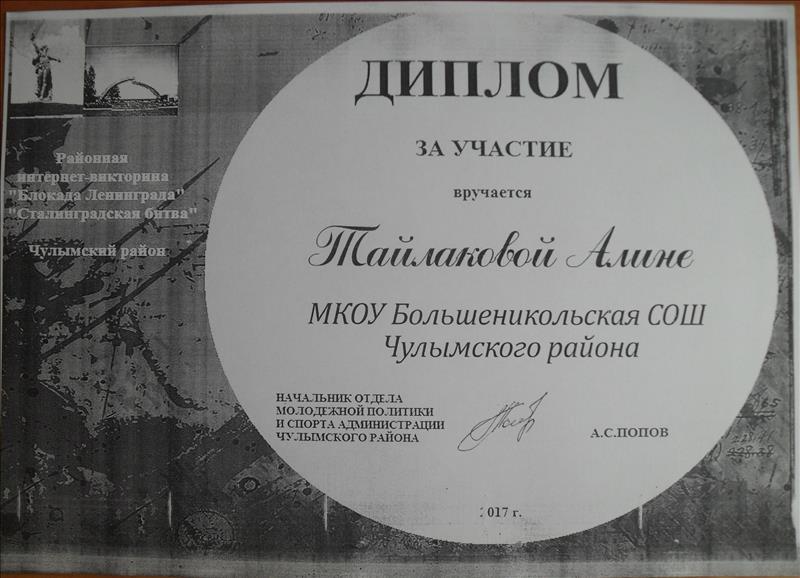 Районная
интернет-викторина
"Блокада Ленинграда"
"Сталинградская битва"
Чулымский район
ДИПЛОМ
ЗА УЧАСТИЕ
вручается
Тайлаковой Алине
МКОУ Большеникольская СОШ
Чулымского района
НАЧАЛЬНИК ОТДЕЛА
МОЛОДЕЖНОЙ ПОЛИТИКИ
И СПОРТА АДМИНИСТРАЦИИ
ЧУЛЫМСКОГО РАЙОНА
А.С.ПОПОВ
2017 г.